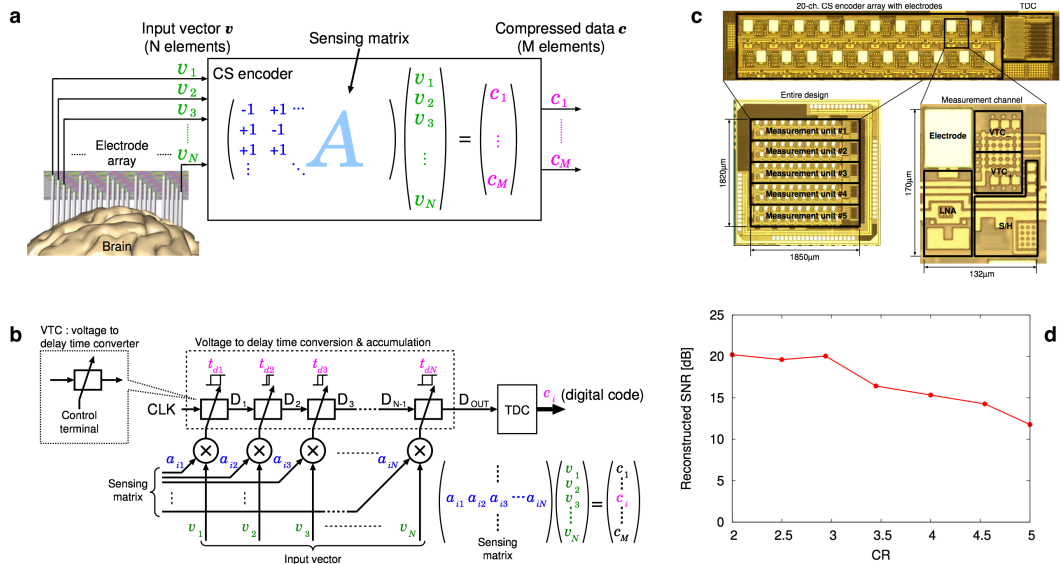 a
Input vector v
(N elements)
Sensing matrix
Compressed data c
(M elements)
CS encoder
v1
v2
v3
vN
-1 +1 ...
+1 -1
+1 +1
A
v1
v2
v3
vN
=
c1
cM
c1
cM
Electrode
array
Brain
b
VTC : voltage to
delay time converter
Control
terminal
Voltage to delay time conversion & accumulation
td1 td2 td3 tdN
CLK D1 D2 D3 DN-1 DOUT
TDC
ci (digital code)
ai1 ai2 ai3 aiN
Sensing
matrix
v1 v2 v3 vN
Input vector
ai1 ai2 ai3 ... aiN
Sensing
matrix
v1
v2
v3
vN
=
c1
ci
cM
c
20-ch. CS encoder array with electrodes
TDC
Entire design
Measurement unit #1
Measurement unit #2
Measurement unit #3
Measurement unit #4
Measurement unit #5
1820μm
1850μm
Measurement channel
Electrode
VTC
VTC
LNA
S/H
170μm
132μm
d
Reconstructed SNR [dB]
25
20
15
10
5
0
2 2.5 3 3.5 4 4.5 5
CR